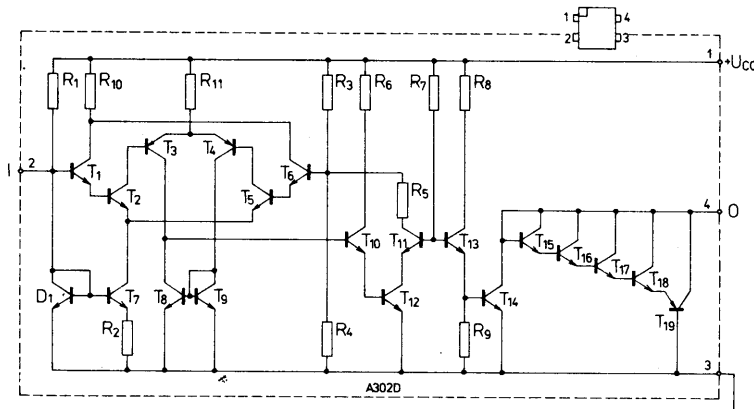 1 4
2 3
1
+Ucc
R1 R10 R11 R3 R6 R7 R8
I 2
T1 T2 T3 T4 T5 T6
R5
4 O
T10 T11 T13 T15 T16 T17 T18
D1 T7 T8 T9 T12 T14 T19
R2 R4 R9
3
A302D